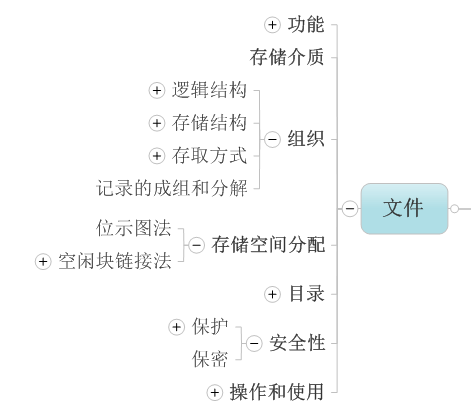 功能
存储介质
逻辑结构
存储结构
存取方式
记录的成组和分解
组织
文件
位示图法
空闲块链接法
存储空间分配
目录
保护
保密
安全性
操作和使用